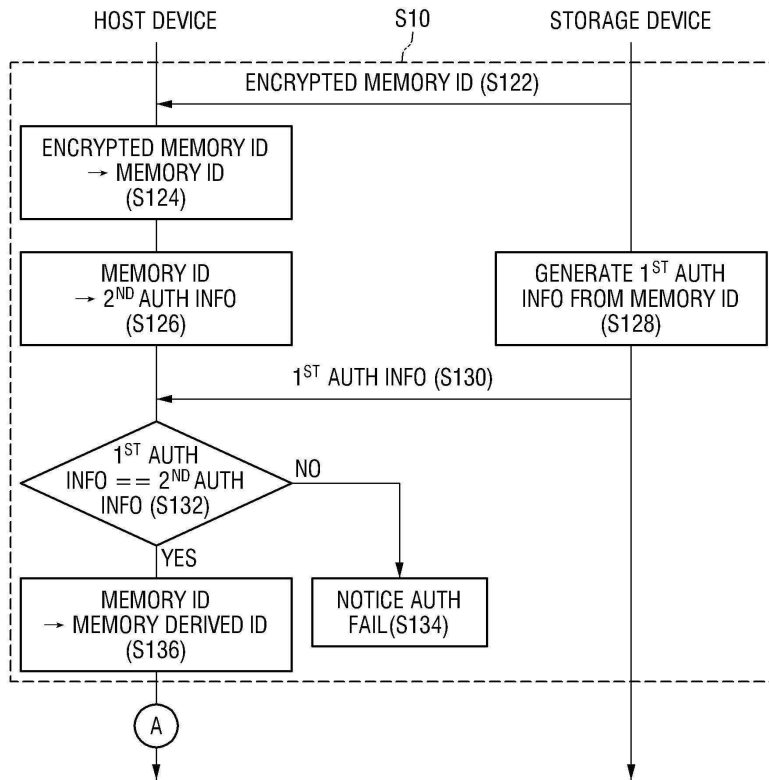 HOST DEVICE
S10
STORAGE DEVICE
ENCRYPTED MEMORY ID (S122)
ENCRYPTED MEMORY ID
→ MEMORY ID
(S124)
MEMORY ID
→ 2ND AUTH INFO
(S126)
GENERATE 1ST AUTH
INFO FROM MEMORY ID
(S128)
1ST AUTH INFO (S130)
1ST AUTH
INFO == 2ND AUTH
INFO (S132)
NO
YES
MEMORY ID
→ MEMORY DERIVED ID
(S136)
NOTICE AUTH
FAIL(S134)
A